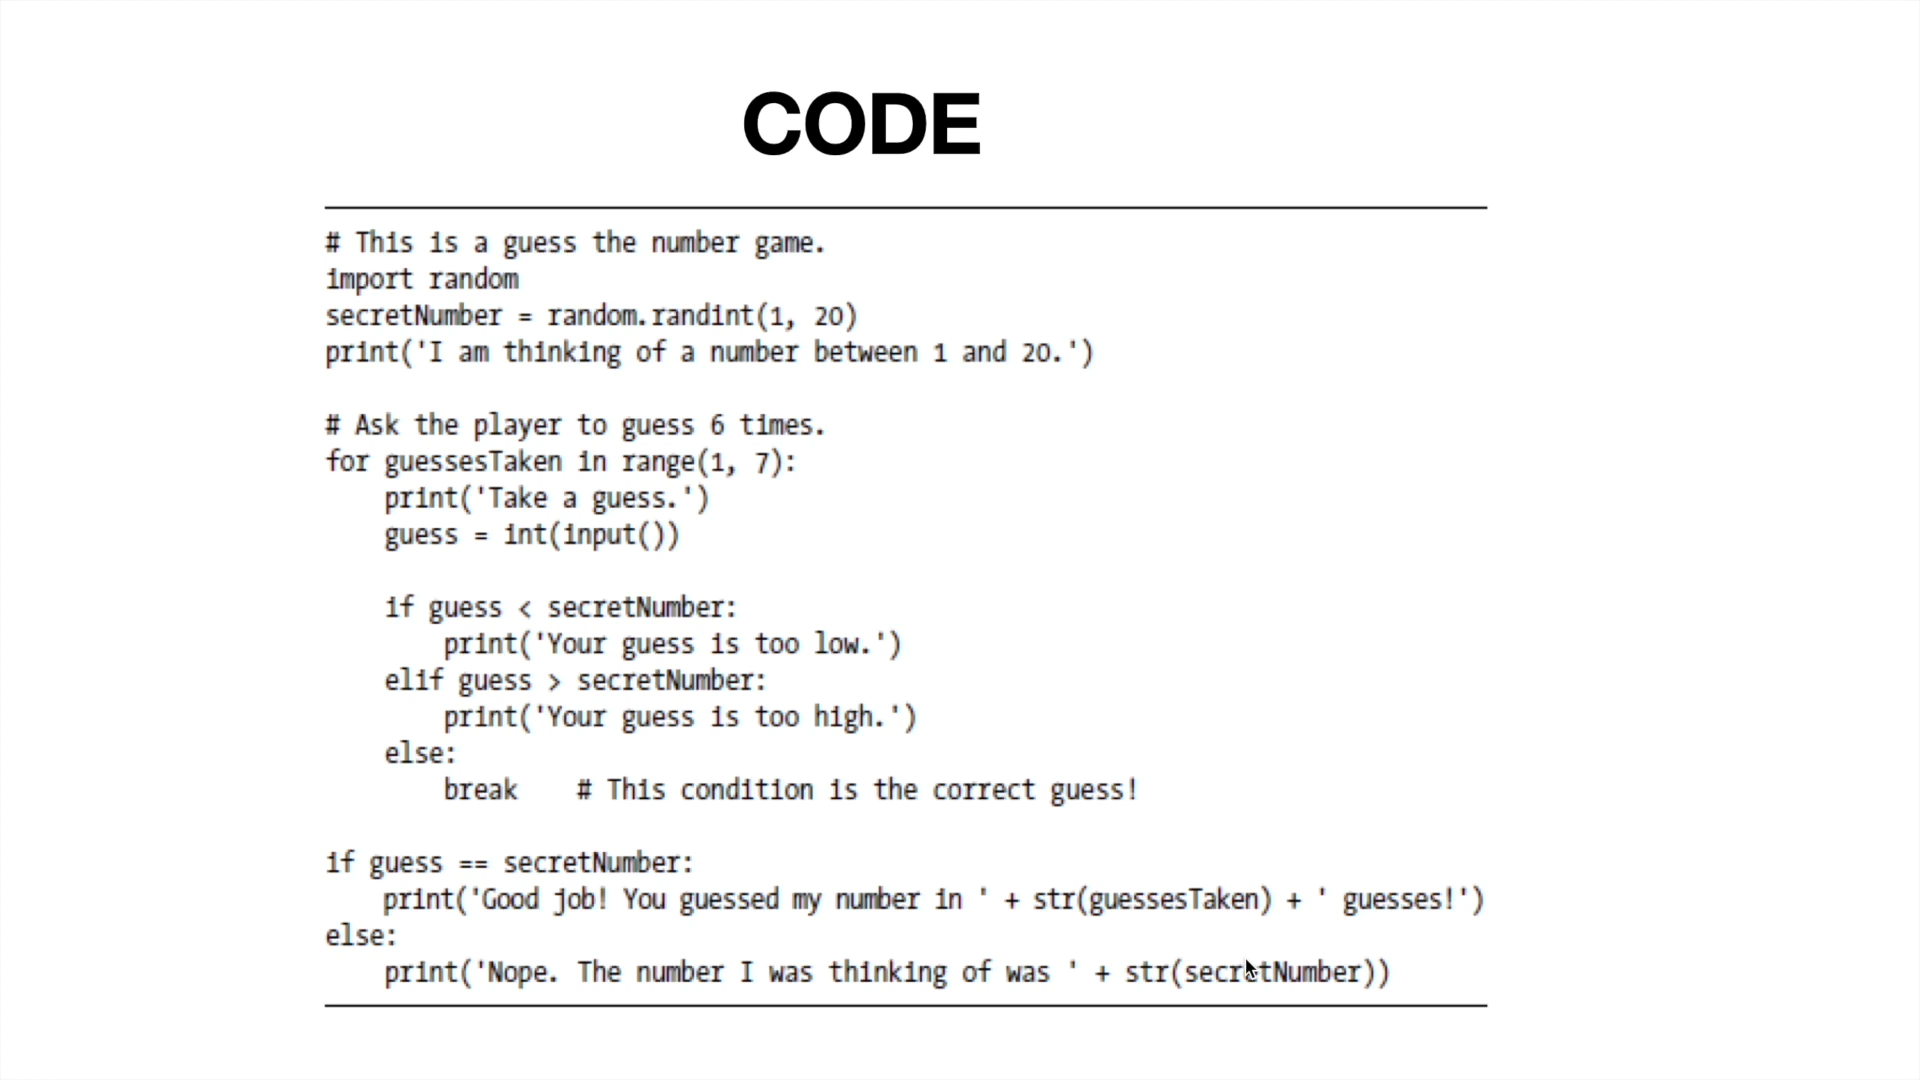 CODE
# This is a guess the number game.
import random
secretNumber = random.randint(1, 20)
print('I am thinking of a number between 1 and 20.')
# Ask the player to guess 6 times.
for guessesTaken in range(1, 7):
    print('Take a guess.')
    guess = int(input())
    if guess < secretNumber:
        print('Your guess is too low.')
    elif guess > secretNumber:
        print('Your guess is too high.')
    else:
        break    # This condition is the correct guess!
if guess == secretNumber:
    print('Good job! You guessed my number in ' + str(guessesTaken) + ' guesses!')
else:
    print('Nope. The number I was thinking of was ' + str(secretNumber))